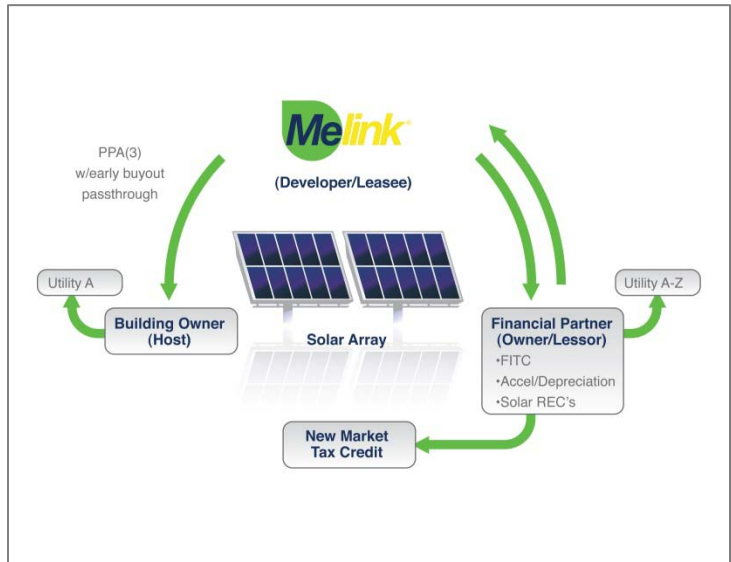 Melink®
(Developer/Leasee)
PPA(3)
w/early buyout
passthrough
Utility A
Building Owner
(Host)
Solar Array
Financial Partner
(Owner/Lessor)
•FITC
•Accel/Depreciation
•Solar REC's
Utility A-Z
New Market
Tax Credit